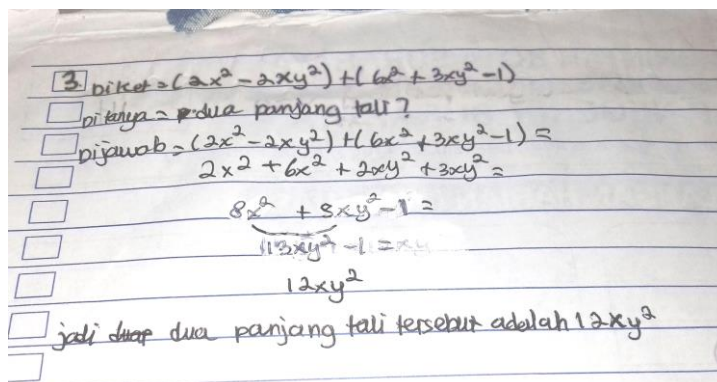 3 Diket = (2x² - 2xy²) + (6x² + 3xy² - 1)
Ditanya = dua panjang tali?
Dijawab = (2x² - 2xy²) + (6x² + 3xy² - 1) =
2x² + 6x² + 2xy² + 3xy² =
8x² + 5xy² - 1 =
13xy² - 1 = xy
12xy²
jadi dua panjang tali tersebut adalah 12xy²